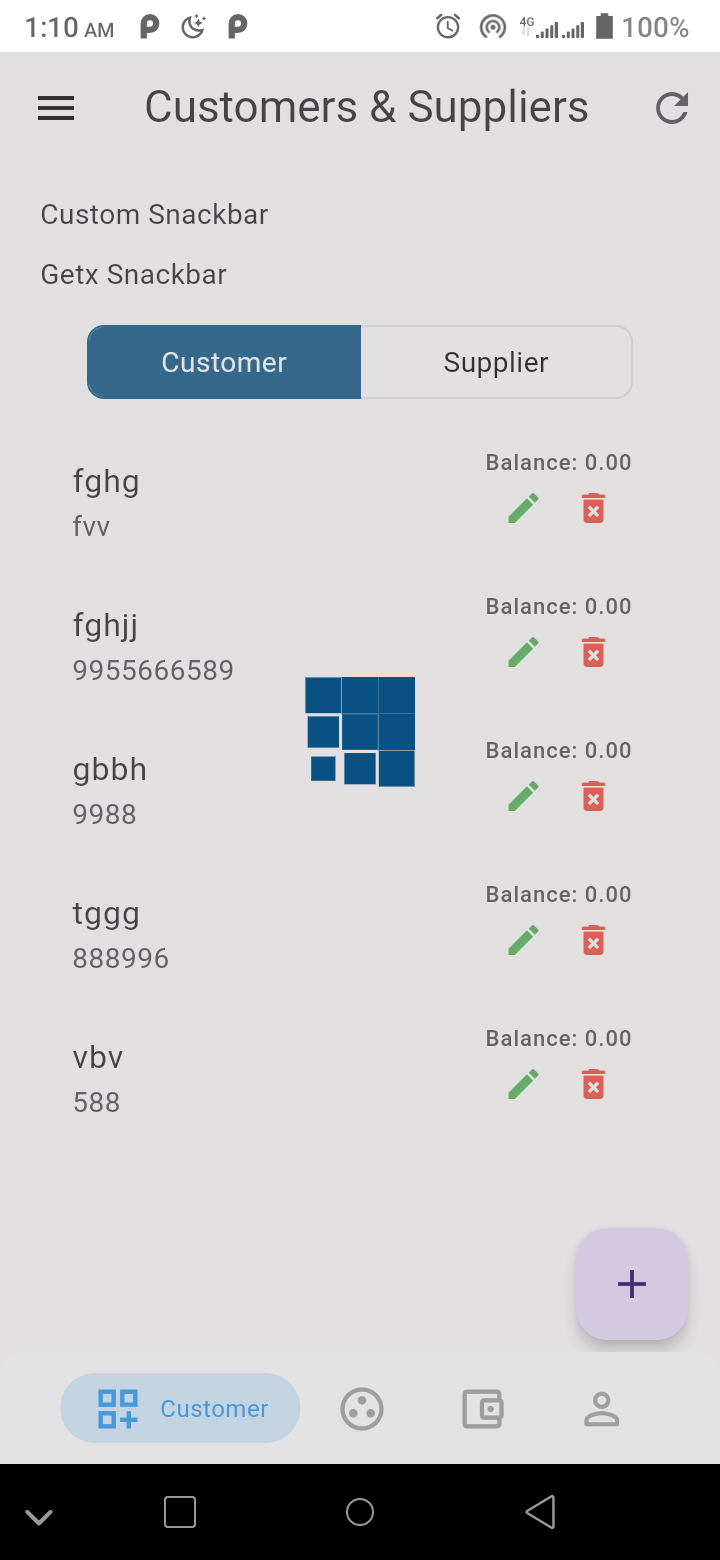 1:10 AM 4G 100%
Customers & Suppliers
Custom Snackbar
Getx Snackbar
Customer Supplier
Balance: 0.00
fghg
fvv
Balance: 0.00
fghjj
9955666589
Balance: 0.00
gbbh
9988
Balance: 0.00
tggg
888996
Balance: 0.00
vbv
588
Customer